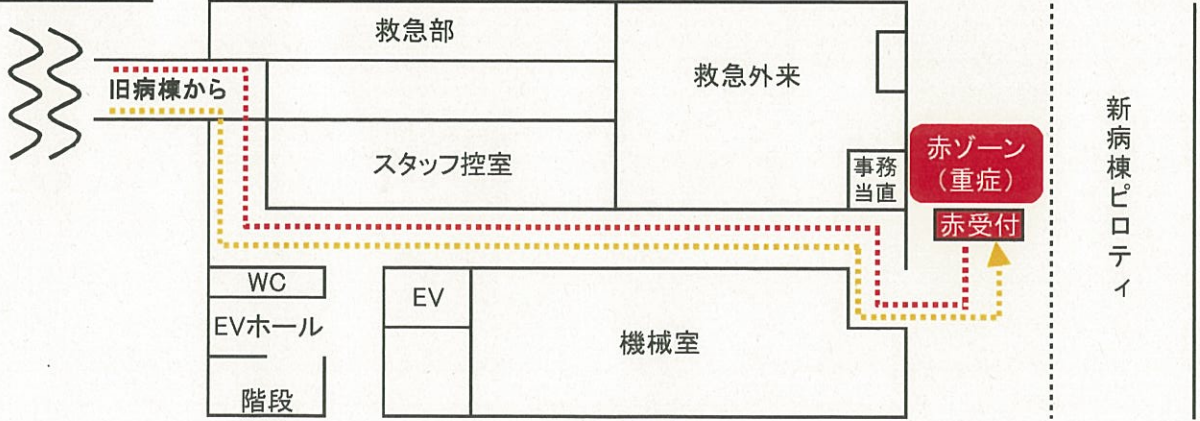 救急部
旧病棟から
救急外来
スタッフ控室
事務
当直
赤ゾーン
（重症）
赤受付
新病棟ピロティ
WC
EV
EVホール
機械室
階段